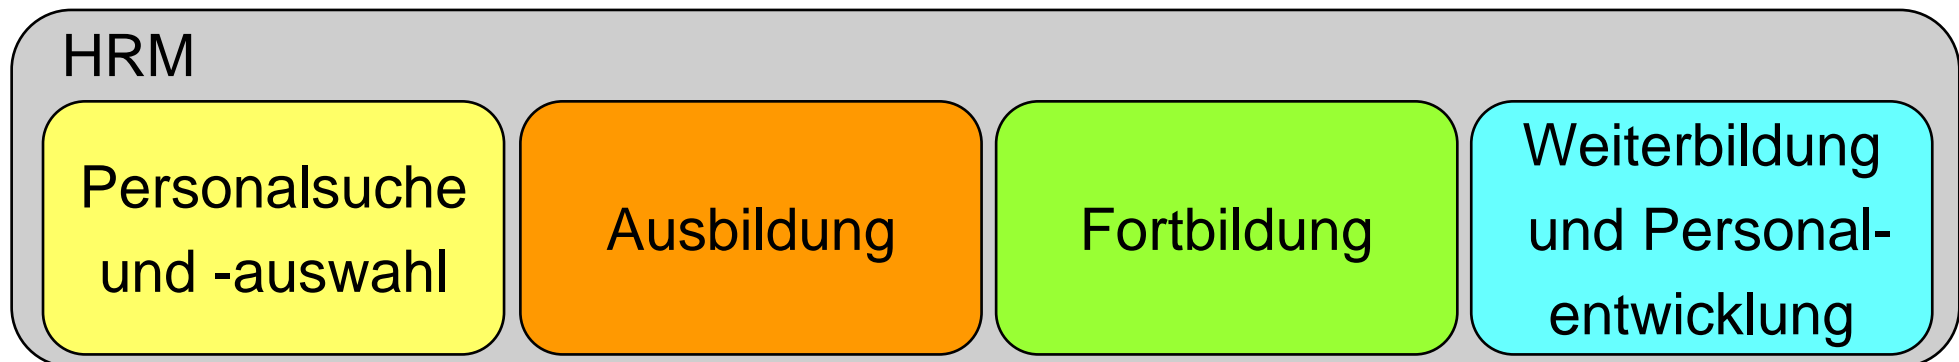 HRM
Personalsuche
und -auswahl
Ausbildung
Fortbildung
Weiterbildung
und Personal-
entwicklung